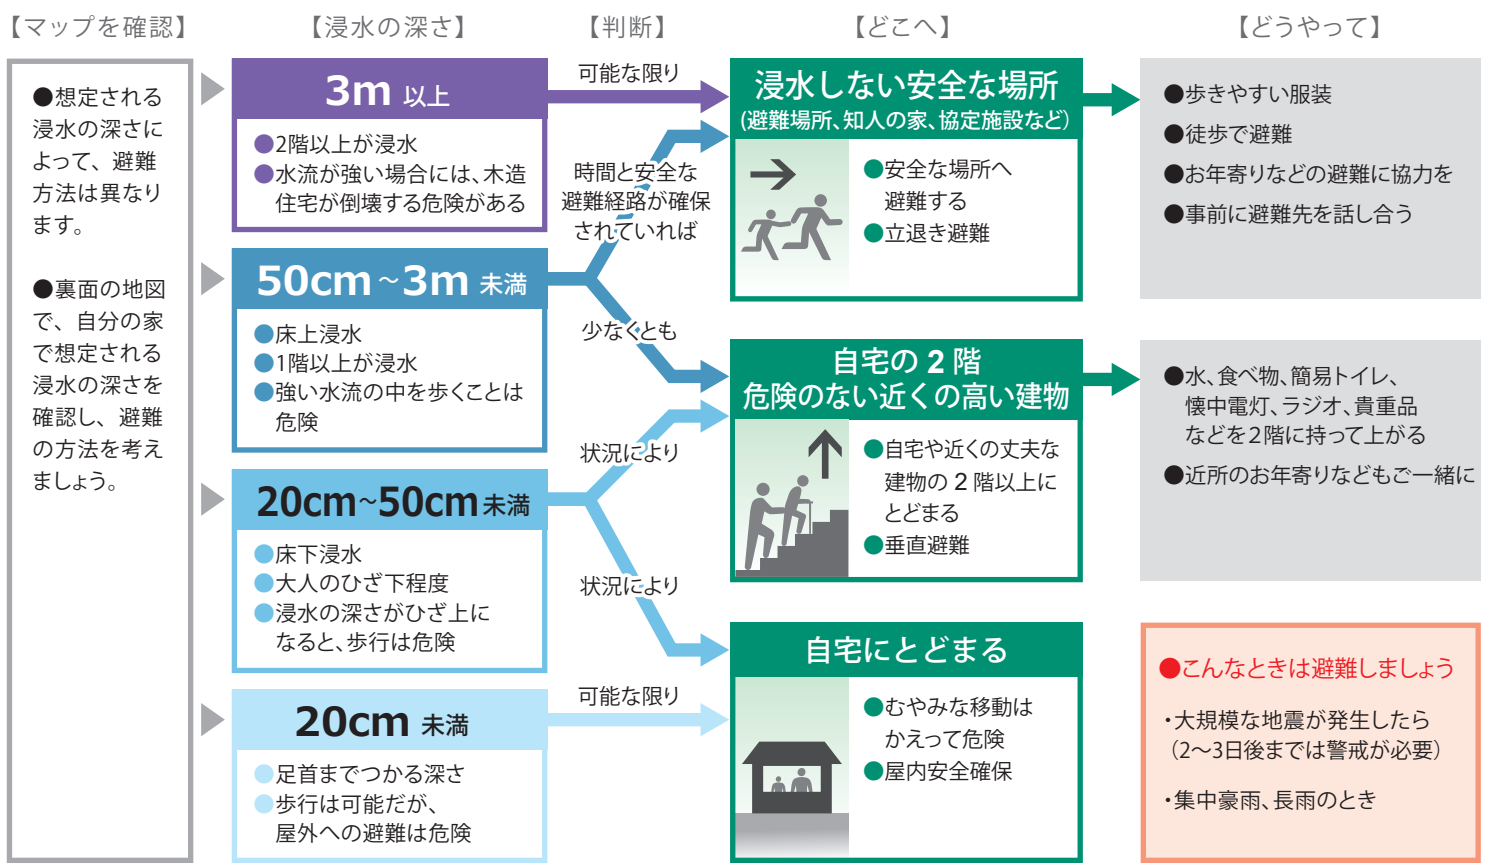 【マップを確認】
【浸水の深さ】
【判断】
【どこへ】
【どうやって】
●想定される
浸水の深さに
よって、避難
方法は異なり
ます。
●裏面の地図
で、自分の家
で想定される
浸水の深さを
確認し、避難
の方法を考え
ましょう。
3m 以上
●2階以上が浸水
●水流が強い場合には、木造
住宅が倒壊する危険がある
50cm～3m 未満
●床上浸水
●1階以上が浸水
●強い水流の中を歩くことは
危険
20cm～50cm 未満
●床下浸水
●大人のひざ下程度
●浸水の深さがひざ上に
なると、歩行は危険
20cm 未満
●足首までつかる深さ
●歩行は可能だが、
屋外への避難は危険
可能な限り
時間と安全な
避難経路が確保
されていれば
少なくとも
状況により
状況により
可能な限り
浸水しない安全な場所
(避難場所、知人の家、協定施設など)
●安全な場所へ
避難する
●立退き避難
自宅の 2 階
危険のない近くの高い建物
●自宅や近くの丈夫な
建物の 2 階以上に
とどまる
●垂直避難
自宅にとどまる
●むやみな移動は
かえって危険
●屋内安全確保
●歩きやすい服装
●徒歩で避難
●お年寄りなどの避難に協力を
●事前に避難先を話し合う
●水、食べ物、簡易トイレ、
懐中電灯、ラジオ、貴重品
などを2階に持って上がる
●近所のお年寄りなどもご一緒に
●こんなときは避難しましょう
・大規模な地震が発生したら
（2～3日後までは警戒が必要）
・集中豪雨、長雨のとき